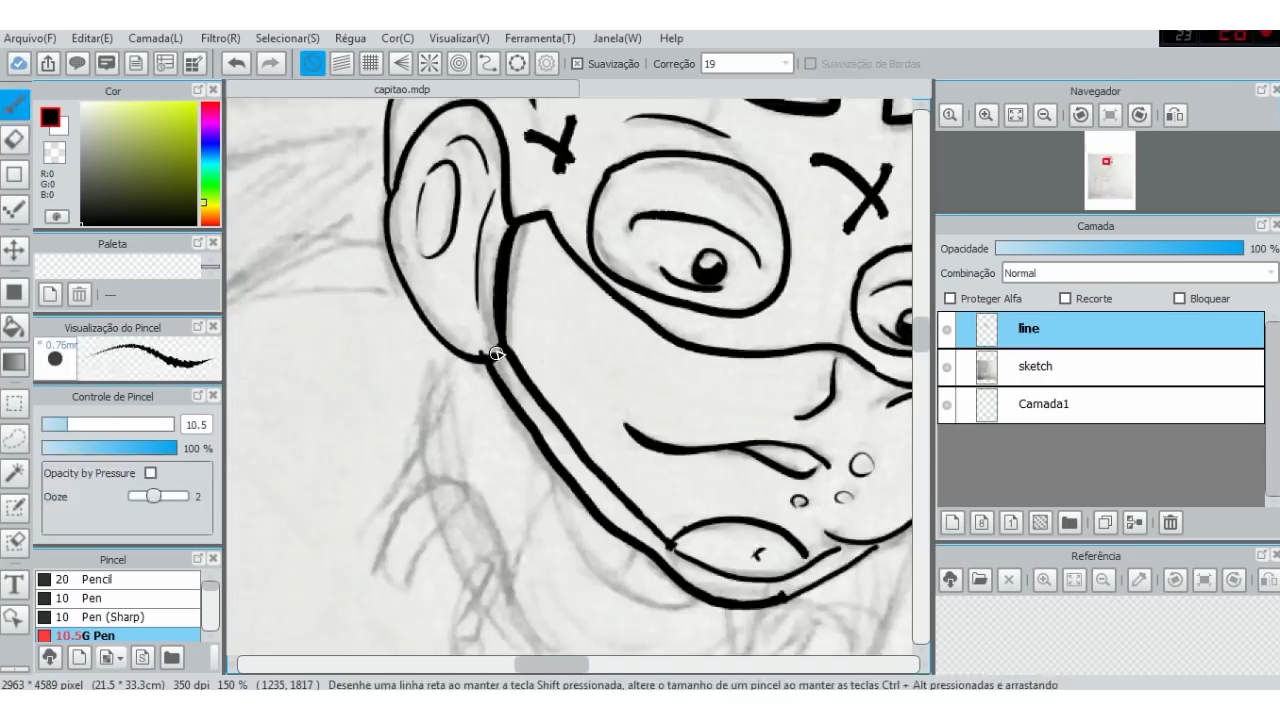 Arquivo(F) Editar(E) Camada(L) Filtro(R) Selecionar(S) Régua Cor(C) Visualizar(V) Ferramenta(T) Janela(W) Help
23
Suavização Correção 19 Suavização de Bordas
Cor
capitao.mdp
Navegador
R:0
G:0
B:0
Paleta
---
Visualização do Pincel
* 0.76m
Controle de Pincel
10.5
100 %
Opacity by Pressure
Ooze 2
Pincel
20 Pencil
10 Pen
10 Pen (Sharp)
10.5 G Pen
Camada
Opacidade 100 %
Combinação Normal
Proteger Alfa Recorte Bloquear
line
sketch
Camada1
Referência
2963 * 4589 pixel (21.5 * 33.3cm) 350 dpi 150 % ( 1235, 1817 ) Desenhe uma linha reta ao manter a tecla Shift pressionada, altere o tamanho de um pincel ao manter as teclas Ctrl + Alt pressionadas e arrastando